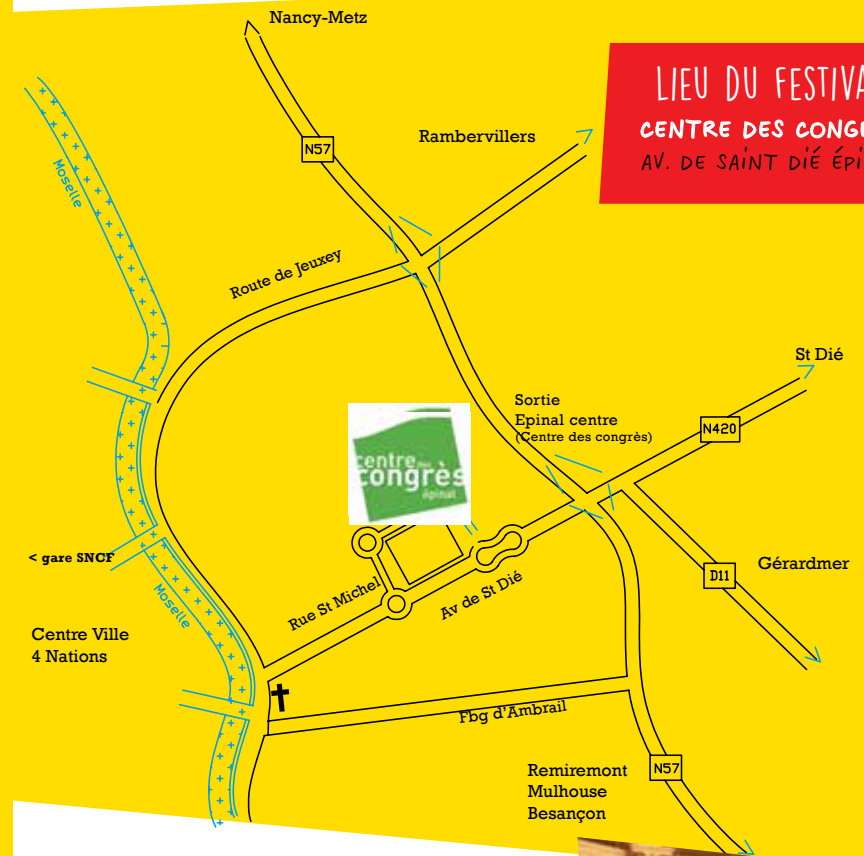 Nancy-Metz
LIEU DU FESTIVA
CENTRE DES CONG
AV. DE SAINT DIÉ ÉPI
Rambervillers
N57
Moselle
Route de Jeuxey
St Dié
Sortie
Epinal centre
(Centre des congrès)
N420
centre des
congrès
épinal
< gare SNCF
Gérardmer
D11
Rue St Michel
Av de St Dié
Moselle
Centre Ville
4 Nations
Fbg d'Ambrail
Remiremont
Mulhouse
Besançon
N57